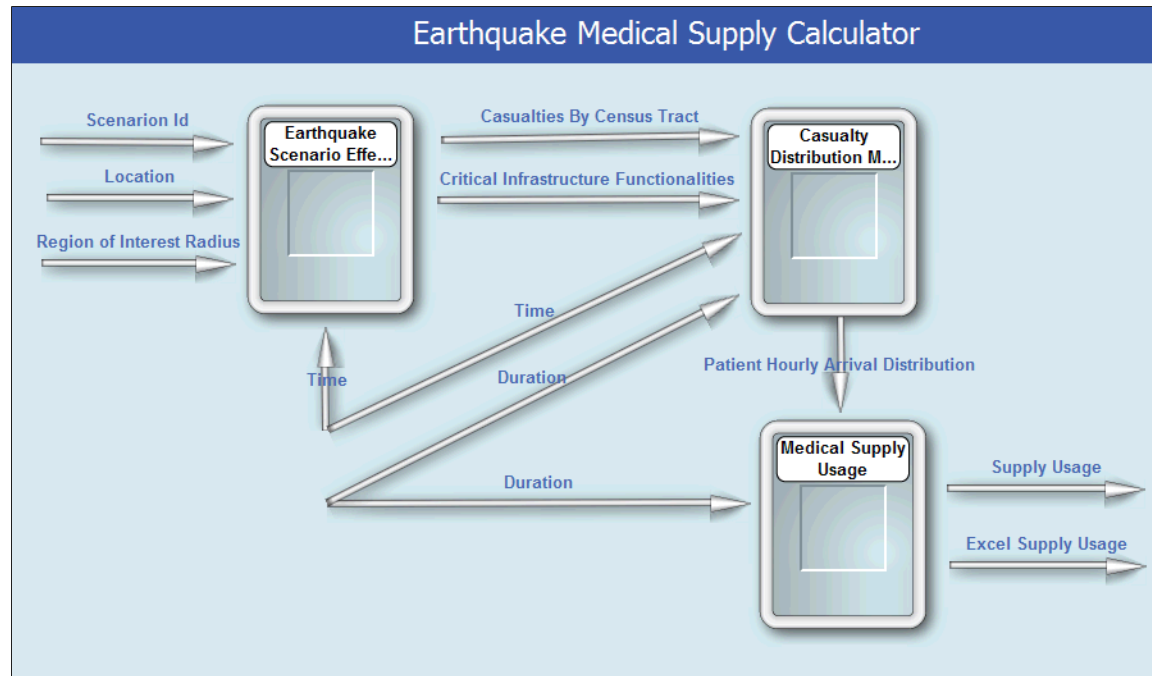 Earthquake Medical Supply Calculator
Scenarion Id
Location
Region of Interest Radius
Earthquake
Scenario Effe...
Casualties By Census Tract
Critical Infrastructure Functionalities
Casualty
Distribution M...
Time
Time
Duration
Patient Hourly Arrival Distribution
Duration
Medical Supply
Usage
Supply Usage
Excel Supply Usage